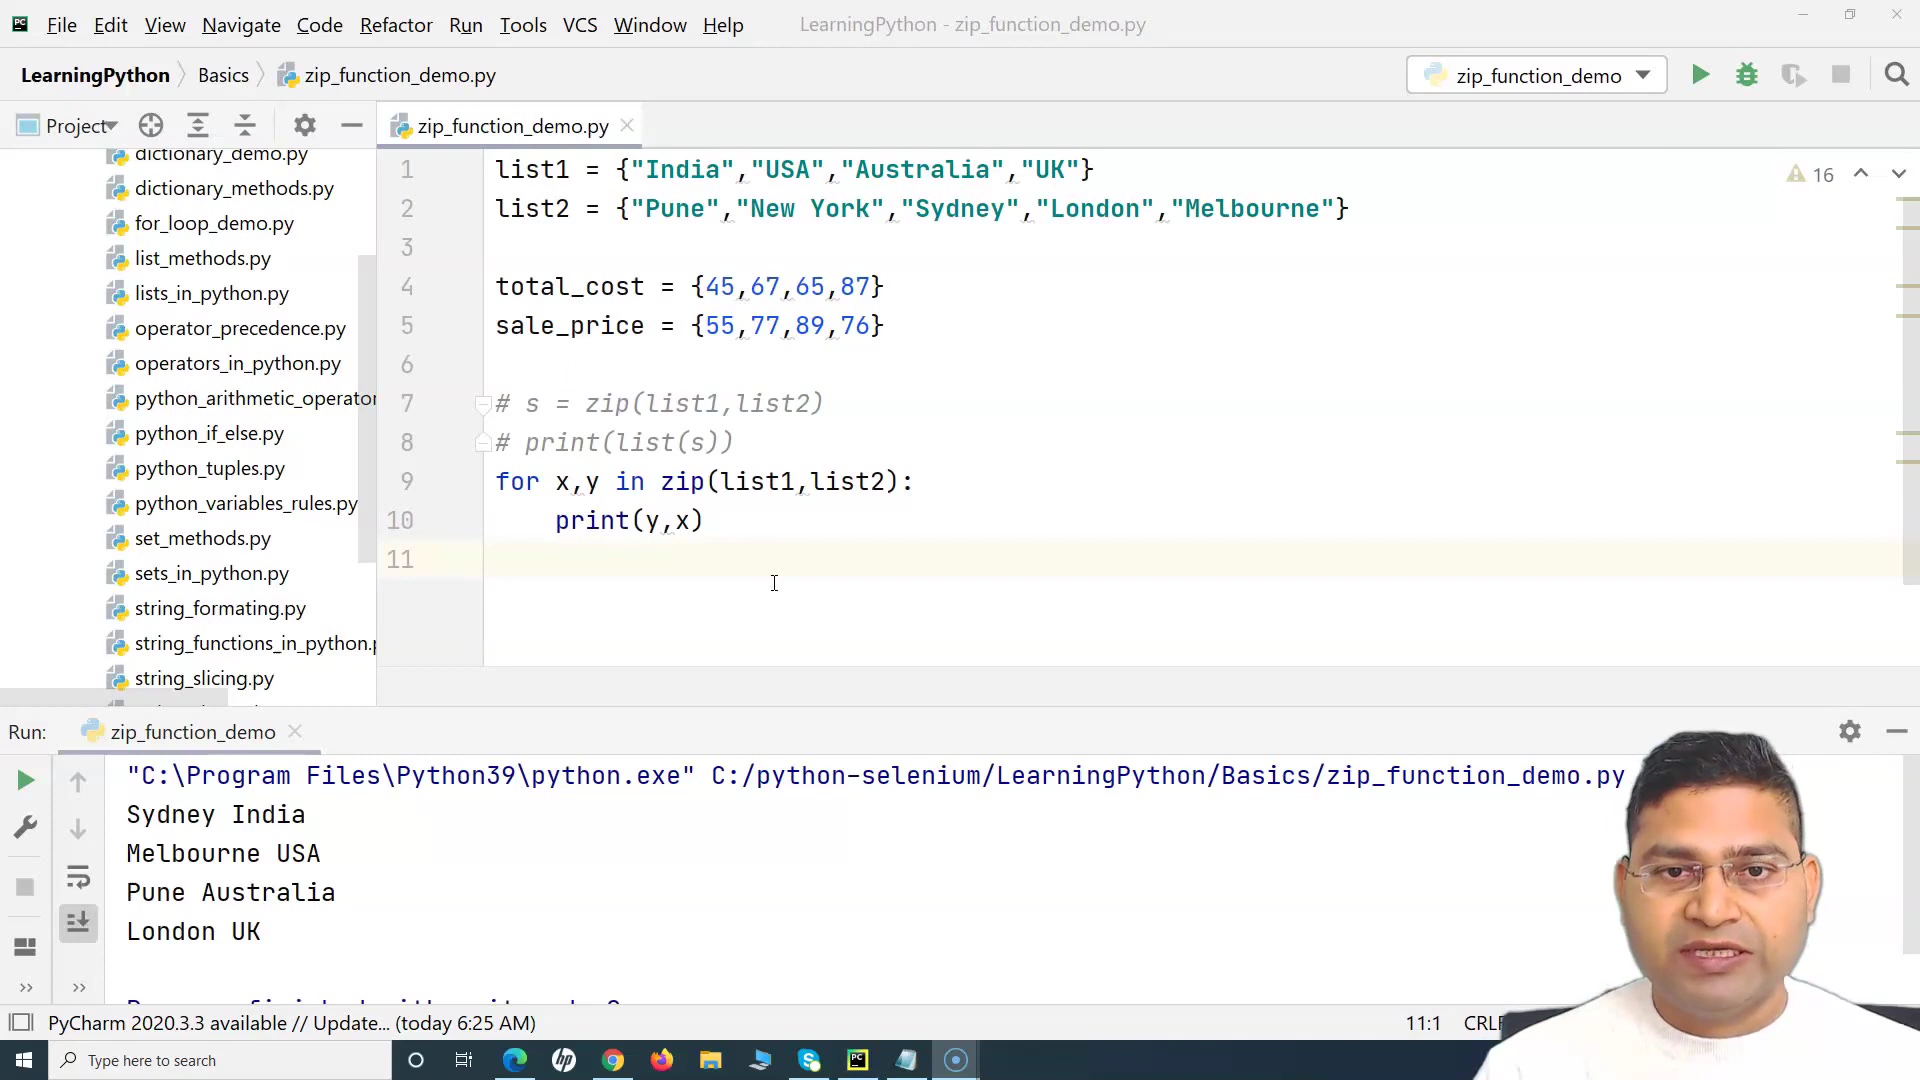 File Edit View Navigate Code Refactor Run Tools VCS Window Help LearningPython - zip_function_demo.py
LearningPython Basics zip_function_demo.py zip_function_demo
Project zip_function_demo.py
dictionary_demo.py
dictionary_methods.py
for_loop_demo.py
list_methods.py
lists_in_python.py
operator_precedence.py
operators_in_python.py
python_arithmetic_operator
python_if_else.py
python_tuples.py
python_variables_rules.py
set_methods.py
sets_in_python.py
string_formating.py
string_functions_in_python.p
string_slicing.py
1 list1 = {"India","USA","Australia","UK"}
2 list2 = {"Pune","New York","Sydney","London","Melbourne"}
3
4 total_cost = {45,67,65,87}
5 sale_price = {55,77,89,76}
6
7 # s = zip(list1,list2)
8 # print(list(s))
9 for x,y in zip(list1,list2):
10 print(y,x)
11
16
Run: zip_function_demo
"C:\Program Files\Python39\python.exe" C:/python-selenium/LearningPython/Basics/zip_function_demo.py
Sydney India
Melbourne USA
Pune Australia
London UK
PyCharm 2020.3.3 available // Update... (today 6:25 AM) 11:1 CRLF
Type here to search